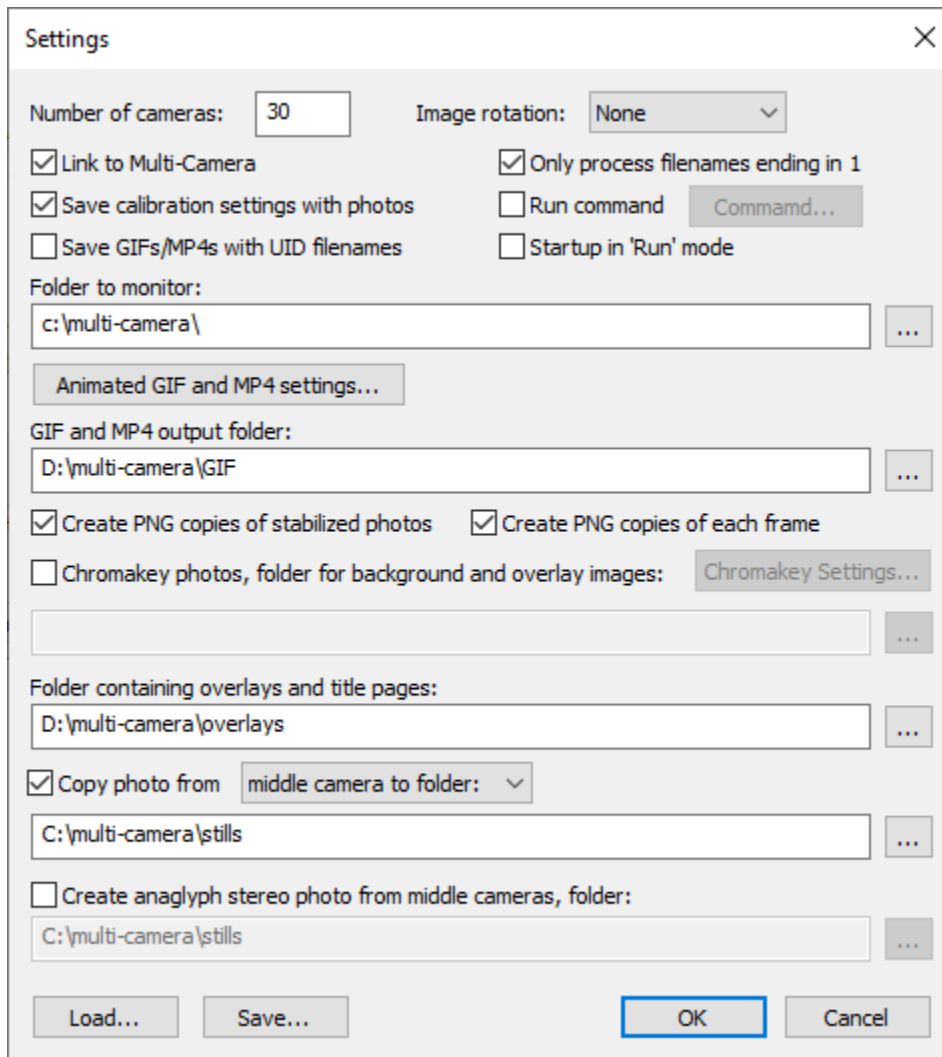 Settings
Number of cameras: 30 Image rotation: None
Link to Multi-Camera Only process filenames ending in 1
Save calibration settings with photos Run command Commamd...
Save GIFs/MP4s with UID filenames Startup in 'Run' mode
Folder to monitor:
c:\multi-camera\ ...
Animated GIF and MP4 settings...
GIF and MP4 output folder:
D:\multi-camera\GIF ...
Create PNG copies of stabilized photos Create PNG copies of each frame
Chromakey photos, folder for background and overlay images: Chromakey Settings...
...
Folder containing overlays and title pages:
D:\multi-camera\overlays ...
Copy photo from middle camera to folder:
C:\multi-camera\stills ...
Create anaglyph stereo photo from middle cameras, folder:
C:\multi-camera\stills ...
Load... Save... OK Cancel